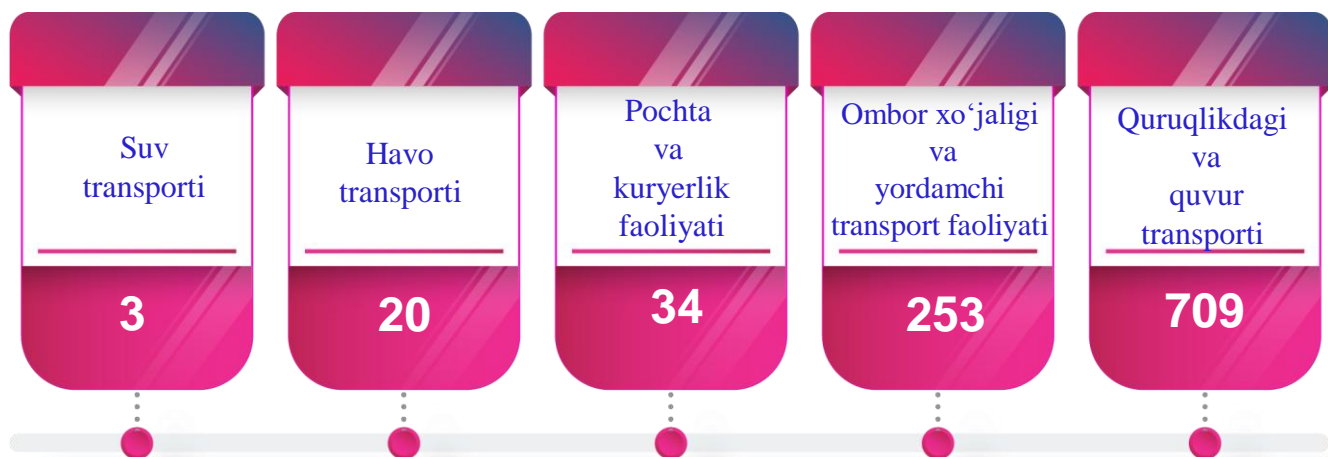 Suv
transporti
3
Havo
transporti
20
Pochta
va
kuryerlik
faoliyati
34
Ombor xo‘jaligi
va
yordamchi
transport faoliyati
253
Quruqlikdagi
va
quvur
transporti
709